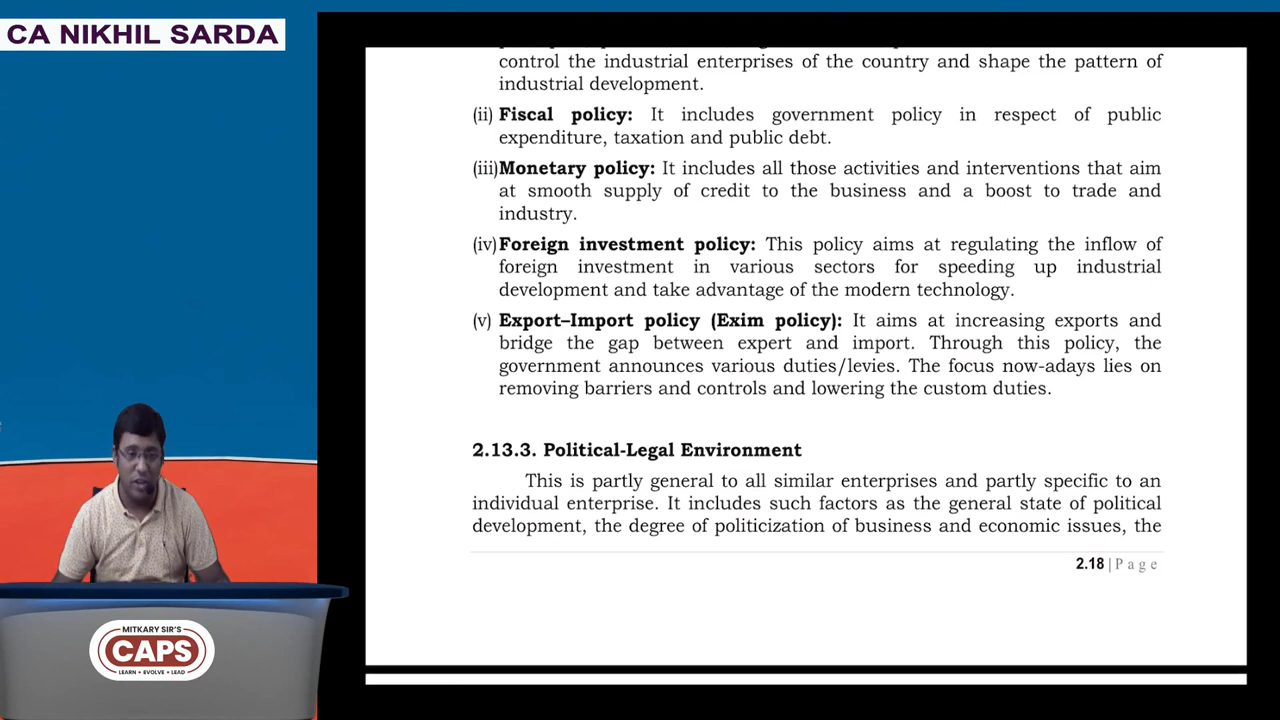 CA NIKHIL SARDA
control the industrial enterprises of the country and shape the pattern of
industrial development.
(ii) Fiscal policy: It includes government policy in respect of public
expenditure, taxation and public debt.
(iii)Monetary policy: It includes all those activities and interventions that aim
at smooth supply of credit to the business and a boost to trade and
industry.
(iv)Foreign investment policy: This policy aims at regulating the inflow of
foreign investment in various sectors for speeding up industrial
development and take advantage of the modern technology.
(v) Export–Import policy (Exim policy): It aims at increasing exports and
bridge the gap between expert and import. Through this policy, the
government announces various duties/levies. The focus now-adays lies on
removing barriers and controls and lowering the custom duties.
2.13.3. Political-Legal Environment
This is partly general to all similar enterprises and partly specific to an
individual enterprise. It includes such factors as the general state of political
development, the degree of politicization of business and economic issues, the
2.18 | Page
MITKARY SIR'S
CAPS
LEARN • EVOLVE • LEAD